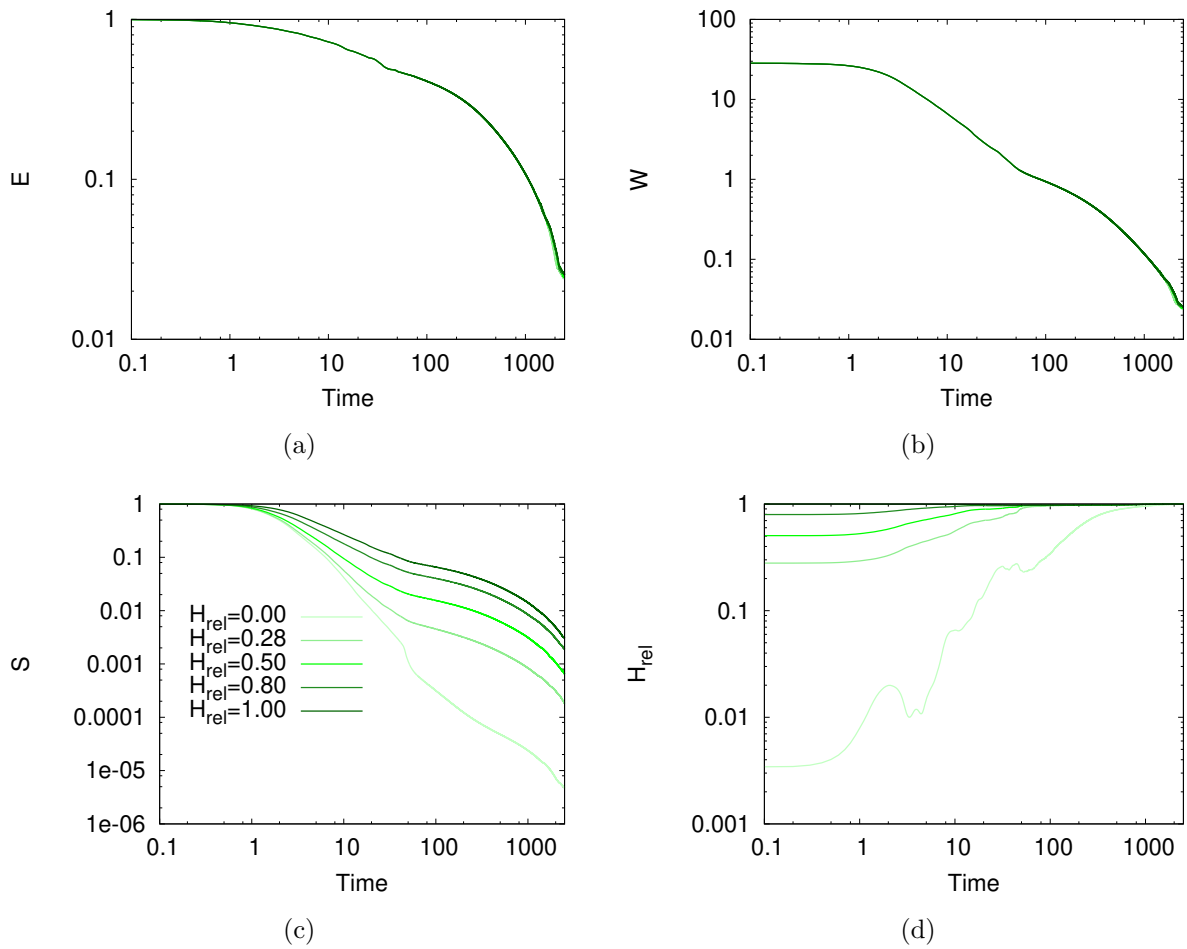 1
0.1
0.01
E
0.1 1 10 100 1000
Time
(a)
100
10
1
0.1
0.01
W
0.1 1 10 100 1000
Time
(b)
1
0.1
0.01
0.001
0.0001
1e-05
1e-06
S
H_rel=0.00
H_rel=0.28
H_rel=0.50
H_rel=0.80
H_rel=1.00
0.1 1 10 100 1000
Time
(c)
1
0.1
0.01
0.001
H_rel
0.1 1 10 100 1000
Time
(d)